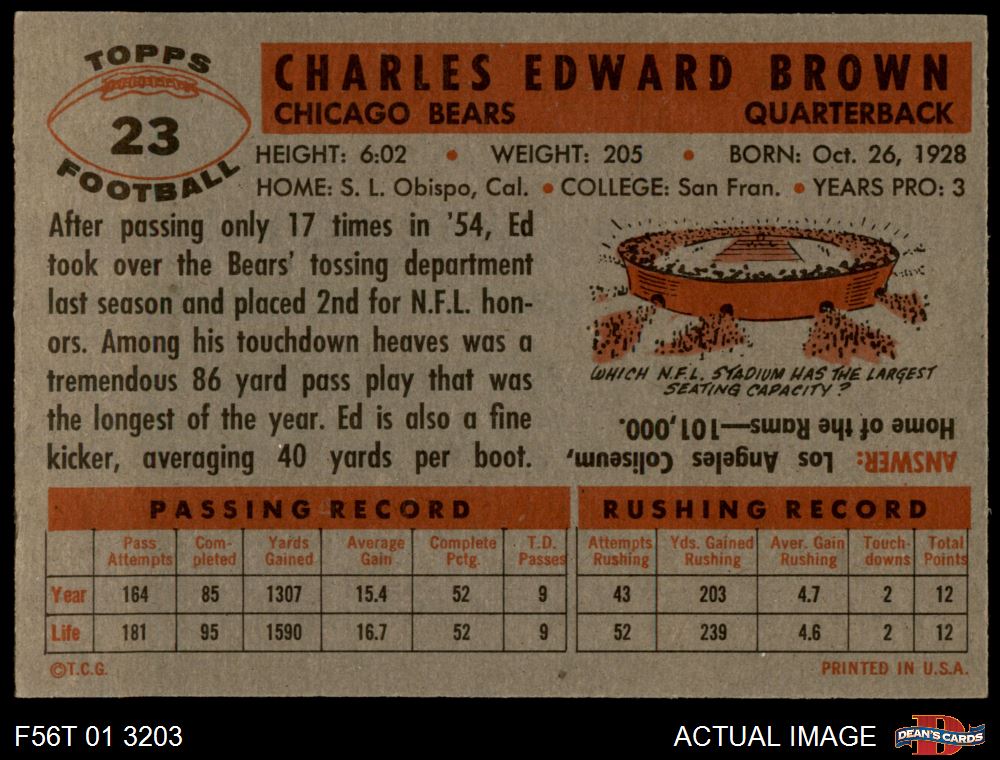 TOPPS
23
FOOTBALL
CHARLES EDWARD BROWN
CHICAGO BEARS QUARTERBACK
HEIGHT: 6:02 • WEIGHT: 205 • BORN: Oct. 26, 1928
HOME: S. L. Obispo, Cal. • COLLEGE: San Fran. • YEARS PRO: 3
After passing only 17 times in '54, Ed
took over the Bears' tossing department
last season and placed 2nd for N.F.L. hon-
ors. Among his touchdown heaves was a
tremendous 86 yard pass play that was
the longest of the year. Ed is also a fine
kicker, averaging 40 yards per boot.
WHICH N.F.L. STADIUM HAS THE LARGEST
SEATING CAPACITY?
ANSWER: Los Angeles Coliseum,
Home of the Rams—101,000.
PASSING RECORD
Pass Attempts Com-pleted Yards Gained Average Gain Complete Pctg. T.D. Passes
Year 164 85 1307 15.4 52 9
Life 181 95 1590 16.7 52 9
RUSHING RECORD
Attempts Rushing Yds. Gained Rushing Aver. Gain Rushing Touch-downs Total Points
43 203 4.7 2 12
52 239 4.6 2 12
©T.C.G. PRINTED IN U.S.A.
F56T 01 3203 ACTUAL IMAGE DEAN'S CARDS